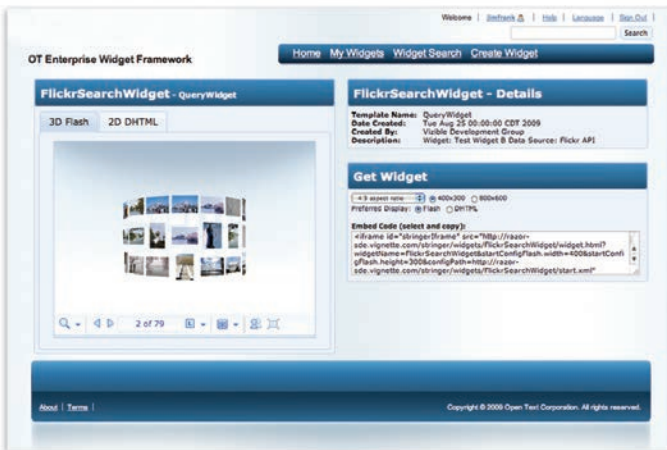 Welcome | jimfrank | Help | Language | Sign Out |
Search
OT Enterprise Widget Framework
Home My Widgets Widget Search Create Widget
FlickrSearchWidget - QueryWidget
3D Flash 2D DHTML
2 of 79
FlickrSearchWidget - Details
Template Name: QueryWidget
Date Created: Tue Aug 25 00:00:00 CDT 2009
Created By: Vizible Development Group
Description: Widget: Test Widget B Data Source: Flickr API
Get Widget
4:3 aspect ratio 400x300 800x600
Preferred Display: Flash DHTML
Embed Code (select and copy):
<iframe id="stringerIframe" src="http://razor-
sde.vignette.com/stringer/widgets/FlickrSearchWidget/widget.html?
widgetName=FlickrSearchWidget&startConfigFlash.width=400&startConfi
gFlash.height=300&configPath=http://razor-
sde.vignette.com/stringer/widgets/FlickrSearchWidget/start.xml"
About | Terms |
Copyright © 2009 Open Text Corporation. All rights reserved.